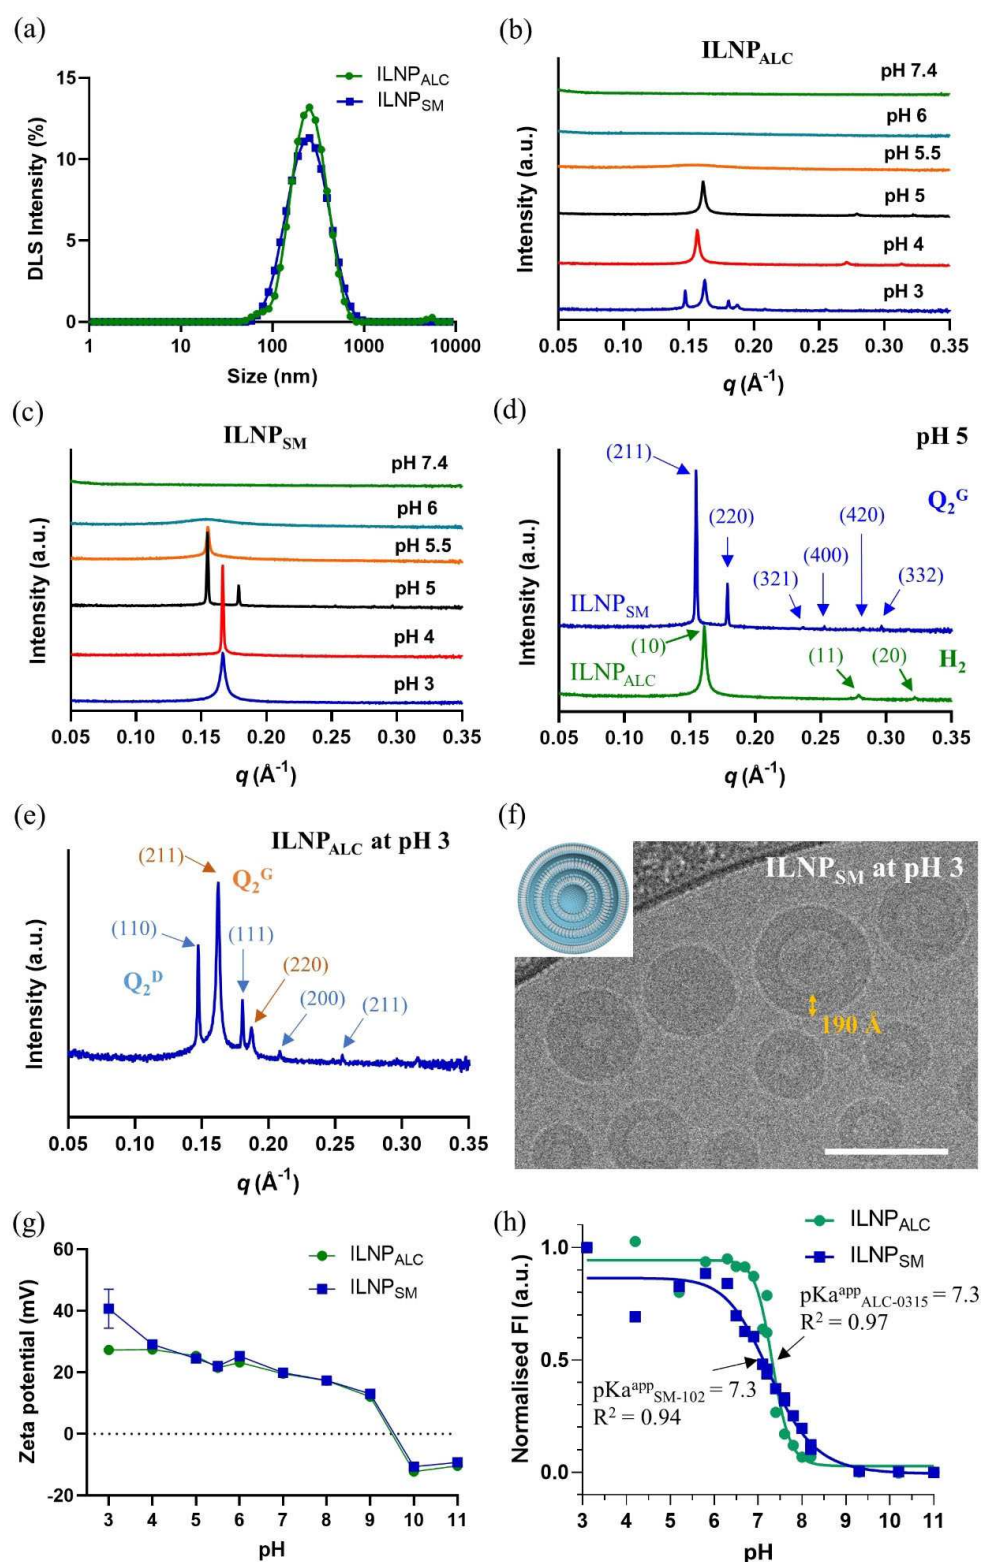 (a)
ILNPALC
ILNPSM
15
10
5
0
DLS Intensity (%)
1 10 100 1000 10000
Size (nm)
(b)
ILNPALC
pH 7.4
pH 6
pH 5.5
pH 5
pH 4
pH 3
Intensity (a.u.)
0.05 0.10 0.15 0.20 0.25 0.30 0.35
q (Å-1)
(c)
ILNPSM
pH 7.4
pH 6
pH 5.5
pH 5
pH 4
pH 3
Intensity (a.u.)
0.05 0.10 0.15 0.20 0.25 0.30 0.35
q (Å-1)
(d)
pH 5
(211)
Q2G
(220)
(420)
(400)
(321)
(332)
ILNPSM
(10)
ILNPALC
(11)
(20)
H2
Intensity (a.u.)
0.05 0.10 0.15 0.20 0.25 0.30 0.35
q (Å-1)
(e)
ILNPALC at pH 3
(211)
Q2G
(110)
(111)
Q2D
(220)
(200)
(211)
Intensity (a.u.)
0.05 0.10 0.15 0.20 0.25 0.30 0.35
q (Å-1)
(f)
ILNPSM at pH 3
190 Å
(g)
ILNPALC
ILNPSM
60
40
20
0
-20
Zeta potential (mV)
3 4 5 6 7 8 9 10 11
pH
(h)
ILNPALC
ILNPSM
1.0
0.5
0.0
Normalised FI (a.u.)
pKaappALC-0315 = 7.3
R2 = 0.97
pKaappSM-102 = 7.3
R2 = 0.94
3 4 5 6 7 8 9 10 11
pH